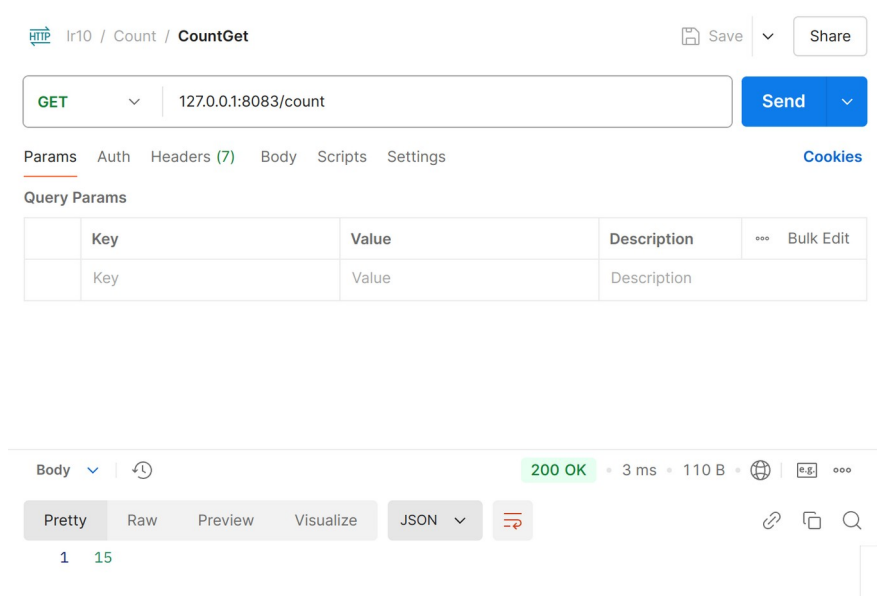 HTTP lr10 / Count / CountGet Save Share
GET 127.0.0.1:8083/count Send
Params Auth Headers (7) Body Scripts Settings Cookies
Query Params
Key Value Description Bulk Edit
Key Value Description
Body 200 OK 3 ms 110 B e.g.
Pretty Raw Preview Visualize JSON
1 15